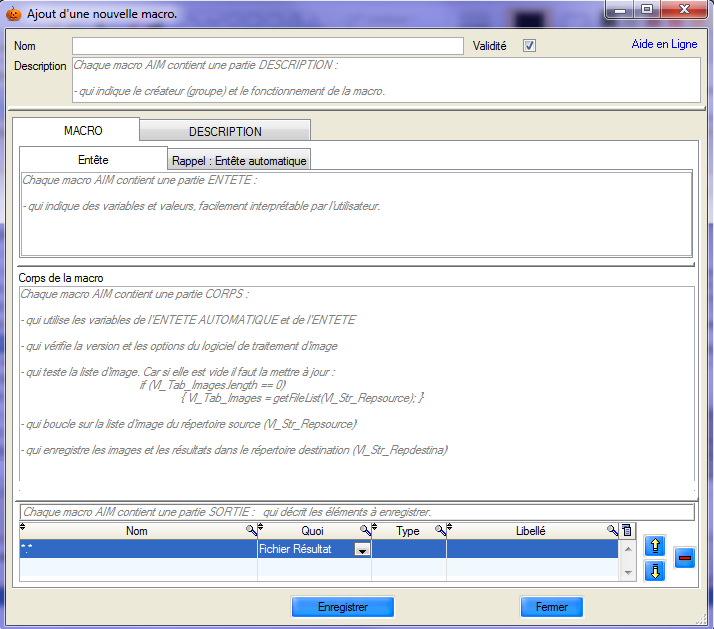 Ajout d'une nouvelle macro.
Nom
Validité
Aide en Ligne
Description
Chaque macro AIM contient une partie DESCRIPTION :
- qui indique le créateur (groupe) et le fonctionnement de la macro.
MACRO
DESCRIPTION
Entête
Rappel : Entête automatique
Chaque macro AIM contient une partie ENTETE :
- qui indique des variables et valeurs, facilement interprétable par l'utilisateur.
Corps de la macro
Chaque macro AIM contient une partie CORPS :
- qui utilise les variables de l'ENTETE AUTOMATIQUE et de l'ENTETE
- qui vérifie la version et les options du logiciel de traitement d'image
- qui teste la liste d'image. Car si elle est vide il faut la mettre à jour :
if (VI_Tab_Images.length == 0)
{ VI_Tab_Images = getFileList(VI_Str_Repsource); }
- qui boucle sur la liste d'image du répertoire source (VI_Str_Repsource)
- qui enregistre les images et les résultats dans le répertoire destination (VI_Str_Repdestina)
Chaque macro AIM contient une partie SORTIE : qui décrit les éléments à enregistrer.
Nom Quoi Type Libellé
*.* Fichier Résultat
Enregistrer
Fermer